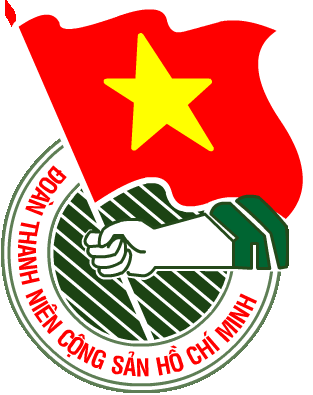 ĐOÀN THANH NIÊN CỘNG SẢN HỒ CHÍ MINH